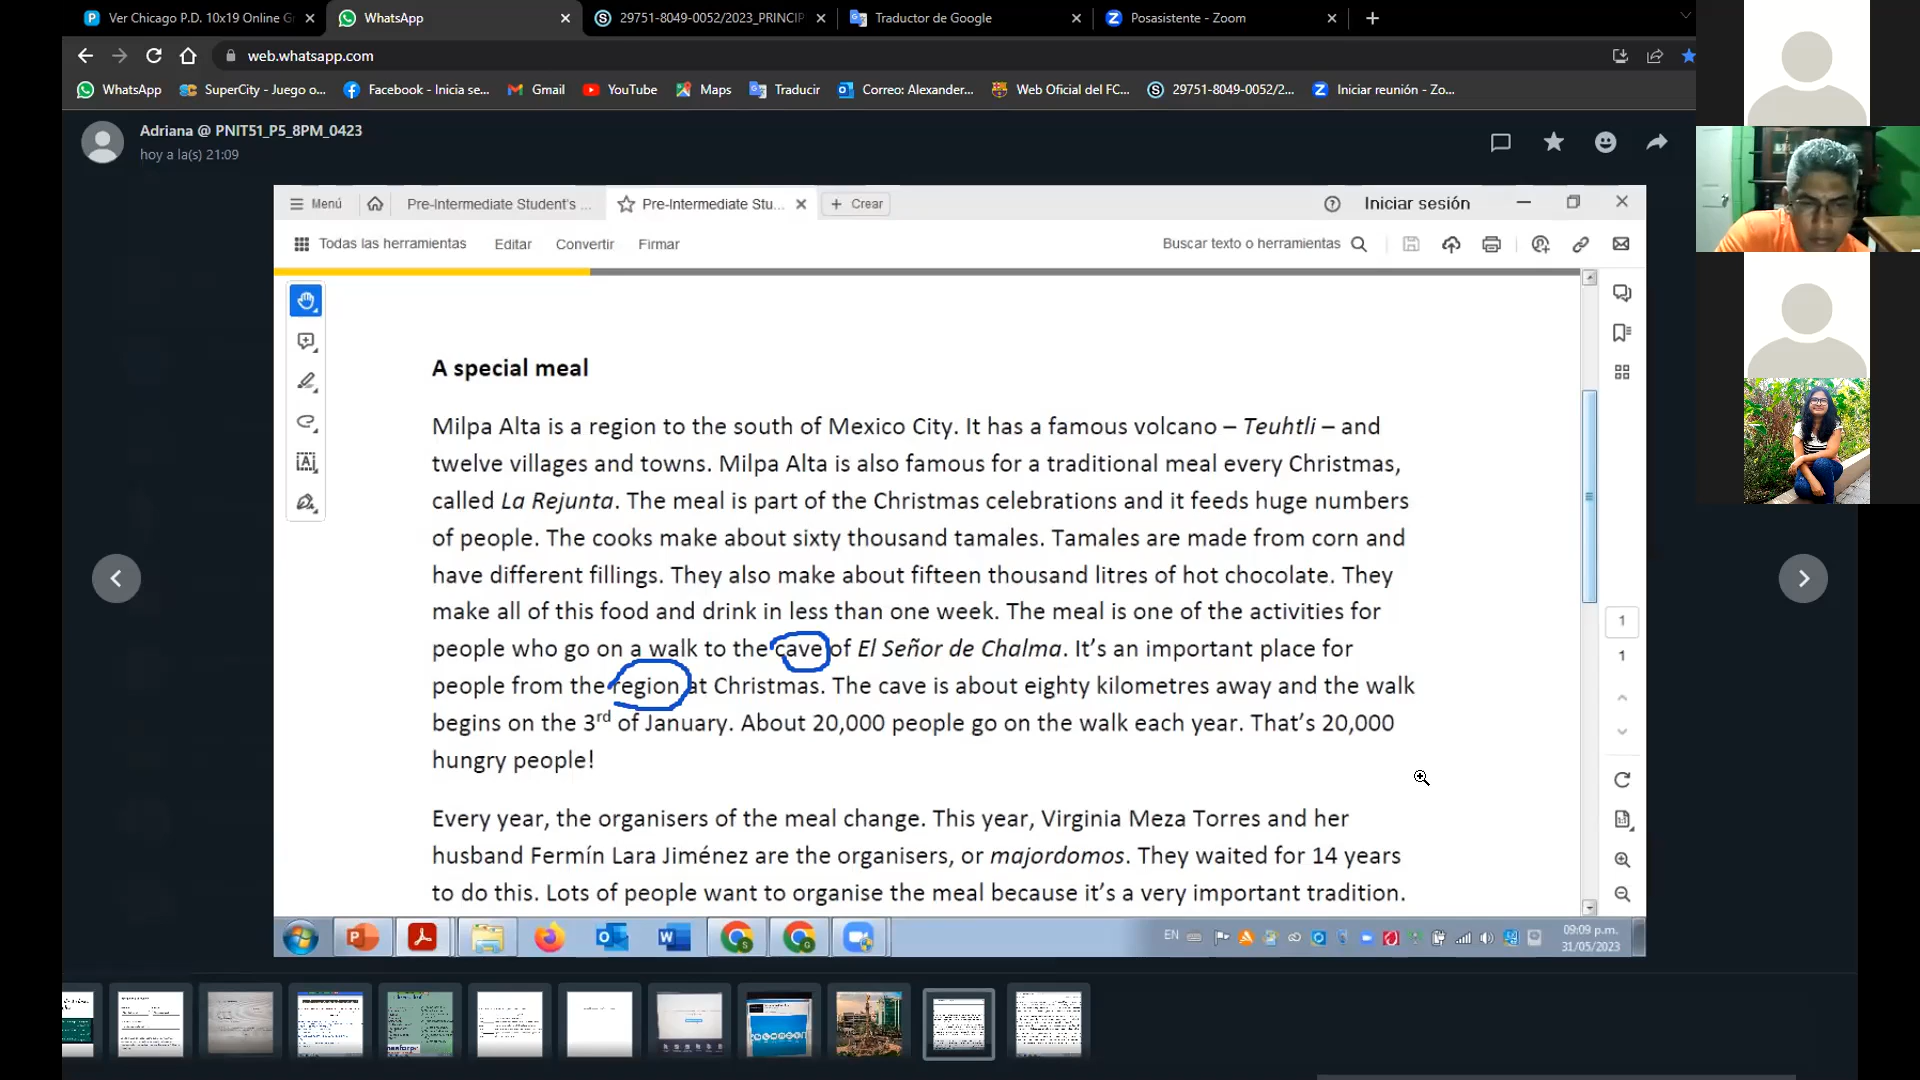 Ver Chicago P.D. 10x19 Online G
WhatsApp
29751-8049-0052/2023_PRINCIP
Traductor de Google
Posasistente - Zoom
web.whatsapp.com
WhatsApp
SuperCity - Juego o...
Facebook - Inicia se...
Gmail
YouTube
Maps
Traducir
Correo: Alexander...
Web Oficial del FC...
29751-8049-0052/2...
Iniciar reunión - Zo...
Adriana @ PNIT51_P5_8PM_0423
hoy a la(s) 21:09
Menú
Pre-Intermediate Student's ...
Pre-Intermediate Stu...
Crear
Iniciar sesión
Todas las herramientas
Editar
Convertir
Firmar
Buscar texto o herramientas
A special meal
Milpa Alta is a region to the south of Mexico City. It has a famous volcano – Teuhtli – and
twelve villages and towns. Milpa Alta is also famous for a traditional meal every Christmas,
called La Rejunta. The meal is part of the Christmas celebrations and it feeds huge numbers
of people. The cooks make about sixty thousand tamales. Tamales are made from corn and
have different fillings. They also make about fifteen thousand litres of hot chocolate. They
make all of this food and drink in less than one week. The meal is one of the activities for
people who go on a walk to the cave of El Señor de Chalma. It’s an important place for
people from the region at Christmas. The cave is about eighty kilometres away and the walk
begins on the 3rd of January. About 20,000 people go on the walk each year. That’s 20,000
hungry people!
Every year, the organisers of the meal change. This year, Virginia Meza Torres and her
husband Fermín Lara Jiménez are the organisers, or majordomos. They waited for 14 years
to do this. Lots of people want to organise the meal because it’s a very important tradition.
1
1
EN
09:09 p.m.
31/05/2023